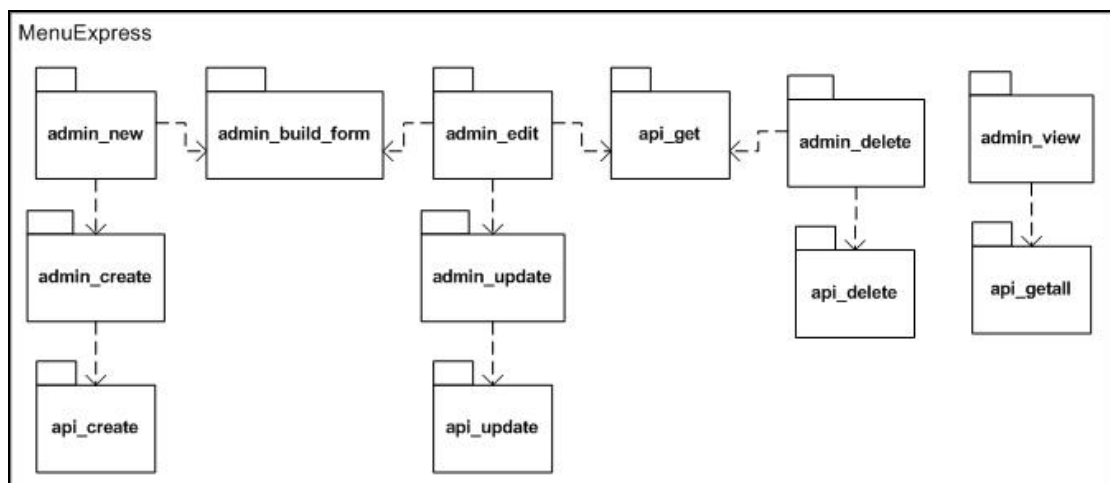 MenuExpress
admin_new
admin_build_form
admin_edit
api_get
admin_delete
admin_view
admin_create
admin_update
api_delete
api_getall
api_create
api_update